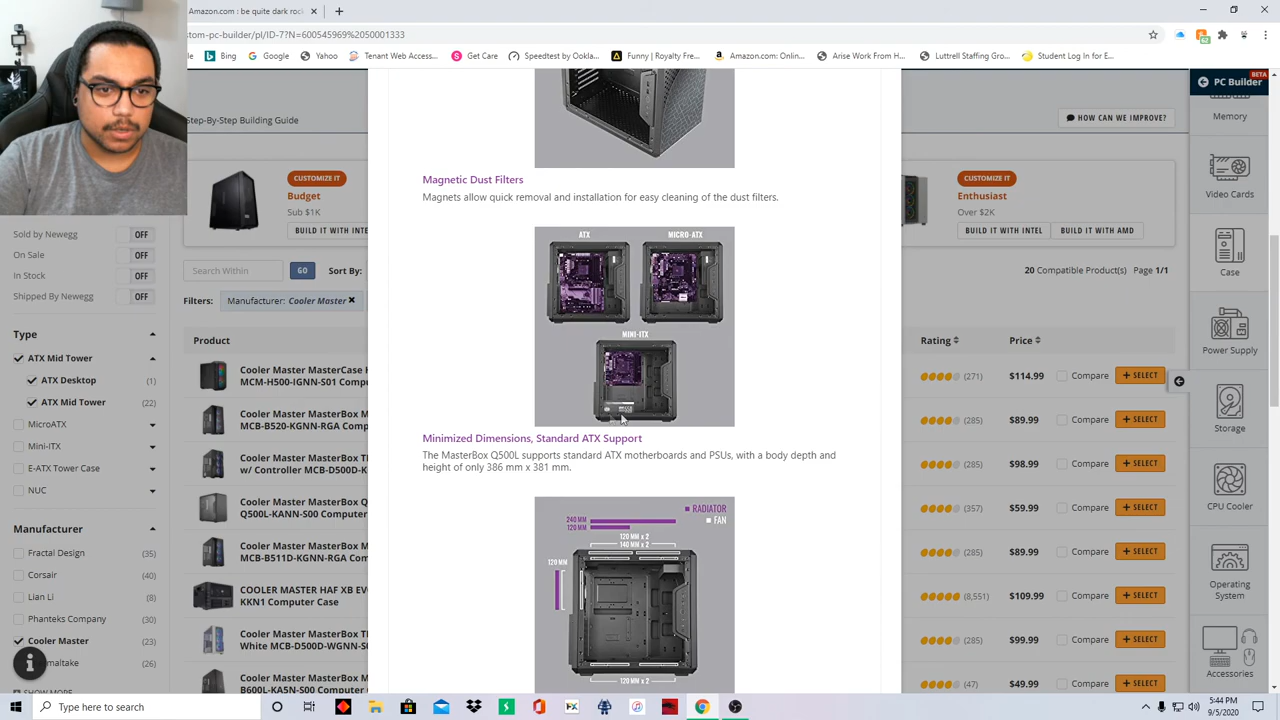 Amazon.com : be quiet dark rock
tom-pc-builder/pl/ID-7?N=600545969%2050001333
Bing
Google
Yahoo
Tenant Web Access...
Get Care
Speedtest by Ookla...
Funny | Royalty Fre...
Amazon.com: Onlin...
Arise Work From H...
Luttrell Staffing Gro...
Student Log In for E...
Step-By-Step Building Guide
HOW CAN WE IMPROVE?
BETA
PC Builder
Memory
Video Cards
Case
Power Supply
Storage
CPU Cooler
Operating
System
Accessories
CUSTOMIZE IT
Budget
Sub $1K
BUILD IT WITH INTE
CUSTOMIZE IT
Enthusiast
Over $2K
BUILD IT WITH INTEL
BUILD IT WITH AMD
Sold by Newegg OFF
On Sale OFF
In Stock OFF
Shipped By Newegg OFF
Search Within GO Sort By:
20 Compatible Product(s) Page 1/1
Filters: Manufacturer: Cooler Master
Type
ATX Mid Tower
ATX Desktop (1)
ATX Mid Tower (22)
MicroATX
Mini-ITX
E-ATX Tower Case
NUC
Manufacturer
Fractal Design (35)
Corsair (40)
Lian Li (8)
Phanteks Company (30)
Cooler Master (23)
maltake (26)
SHOW MORE
Product
Rating Price
Cooler Master MasterCase H
MCM-H500-IGNN-S01 Compu
(271) $114.99 Compare + SELECT
Cooler Master MasterBox M
MCB-B520-KGNN-RGA Comp
(285) $89.99 Compare + SELECT
Cooler Master MasterBox TD
w/ Controller MCB-D500D-K
(285) $98.99 Compare + SELECT
Cooler Master MasterBox Q
Q500L-KANN-S00 Computer
(357) $59.99 Compare + SELECT
Cooler Master MasterBox M
MCB-B511D-KGNN-RGA Com
(285) $89.99 Compare + SELECT
COOLER MASTER HAF XB EVO
KKN1 Computer Case
(8,551) $109.99 Compare + SELECT
Cooler Master MasterBox TD
White MCB-D500D-WGNN-S0
(285) $99.99 Compare + SELECT
Cooler Master MasterBox
B600L-KA5N-S00 Computer
(47) $49.99 Compare + SELECT
Magnetic Dust Filters
Magnets allow quick removal and installation for easy cleaning of the dust filters.
ATX
MICRO-ATX
MINI-ITX
Minimized Dimensions, Standard ATX Support
The MasterBox Q500L supports standard ATX motherboards and PSUs, with a body depth and
height of only 386 mm x 381 mm.
RADIATOR
FAN
240 MM
120 MM
120 MM x 2
140 MM x 2
120 MM
120 MM x 2
Type here to search
5:44 PM
9/5/2020